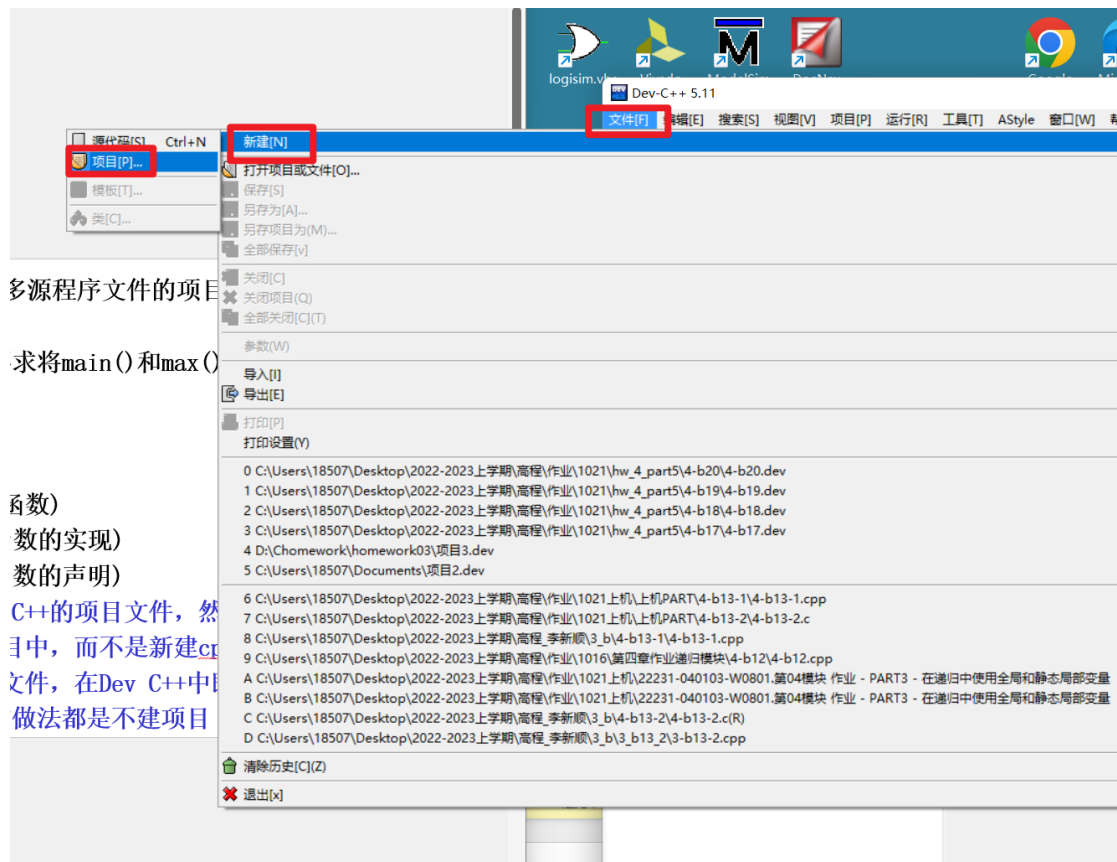 logisim.vhc
Dev-C++ 5.11
文件[F] 编辑[E] 搜索[S] 视图[V] 项目[P] 运行[R] 工具[T] AStyle 窗口[W]
源代码[S] Ctrl+N
项目[P]...
模板[T]...
类[C]...
新建[N]
打开项目或文件[O]...
保存[S]
另存为[A]...
另存项目为(M)...
全部保存[v]
关闭[C]
关闭项目(Q)
全部关闭[C](T)
参数(W)
导入[I]
导出[E]
打印[P]
打印设置(Y)
0 C:\Users\18507\Desktop\2022-2023上学期\高程\作业\1021\hw_4_part5\4-b20\4-b20.dev
1 C:\Users\18507\Desktop\2022-2023上学期\高程\作业\1021\hw_4_part5\4-b19\4-b19.dev
2 C:\Users\18507\Desktop\2022-2023上学期\高程\作业\1021\hw_4_part5\4-b18\4-b18.dev
3 C:\Users\18507\Desktop\2022-2023上学期\高程\作业\1021\hw_4_part5\4-b17\4-b17.dev
4 D:\Chomework\homework03\项目3.dev
5 C:\Users\18507\Documents\项目2.dev
6 C:\Users\18507\Desktop\2022-2023上学期\高程\作业\1021上机\上机PART\4-b13-1\4-b13-1.cpp
7 C:\Users\18507\Desktop\2022-2023上学期\高程\作业\1021上机\上机PART\4-b13-2\4-b13-2.c
8 C:\Users\18507\Desktop\2022-2023上学期\高程_李新顺\3_b\4-b13-1\4-b13-1.cpp
9 C:\Users\18507\Desktop\2022-2023上学期\高程\作业\1016\第四章作业递归模块\4-b12\4-b12.cpp
A C:\Users\18507\Desktop\2022-2023上学期\高程\作业\1021上机\22231-040103-W0801.第04模块 作业 - PART3 - 在递归中使用全局和静态局部变量
B C:\Users\18507\Desktop\2022-2023上学期\高程\作业\1021上机\22231-040103-W0801.第04模块 作业 - PART3 - 在递归中使用全局和静态局部变量
C C:\Users\18507\Desktop\2022-2023上学期\高程_李新顺\3_b\4-b13-2\4-b13-2.c(R)
D C:\Users\18507\Desktop\2022-2023上学期\高程_李新顺\3_b\3_b13_2\3-b13-2.cpp
清除历史[C](Z)
退出[x]
多源程序文件的项目
求将main()和max()
函数)
数的实现)
数的声明)
C++的项目文件，然
目中，而不是新建cp
文件，在Dev C++中
做法都是不建项目